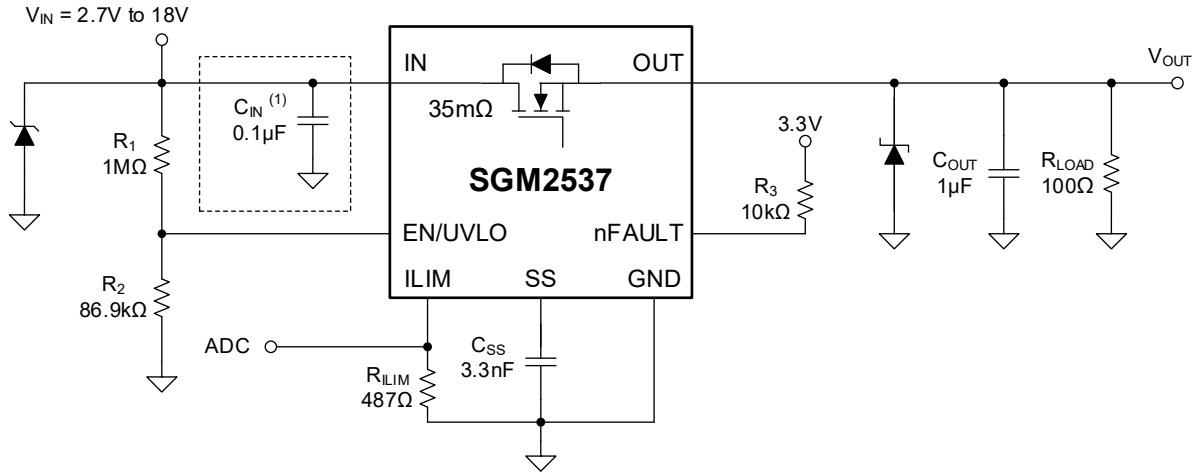 V_IN = 2.7V to 18V
IN
OUT
V_OUT
C_IN (1)
0.1µF
35mΩ
3.3V
R_1
1MΩ
SGM2537
R_3
10kΩ
C_OUT
1µF
R_LOAD
100Ω
EN/UVLO
nFAULT
R_2
86.9kΩ
ILIM
SS
GND
ADC
R_ILIM
487Ω
C_SS
3.3nF